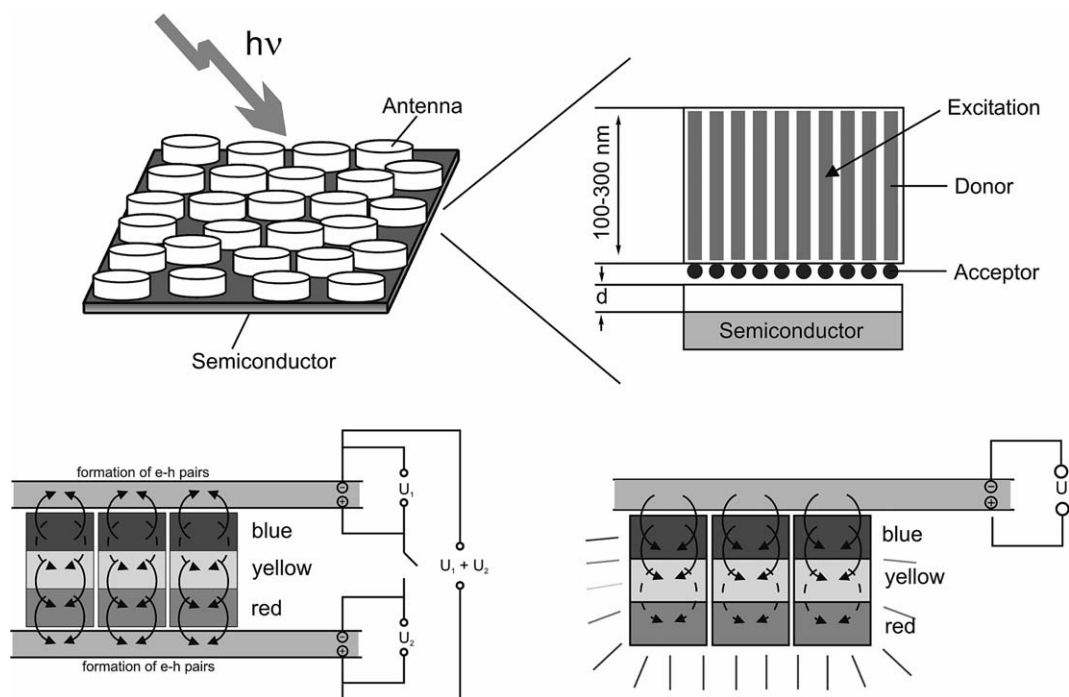 hν
Antenna
Semiconductor
100-300 nm
d
Excitation
Donor
Acceptor
Semiconductor
formation of e-h pairs
− 
+
U₁
blue
yellow
red
U₁ + U₂
−
+
U₂
formation of e-h pairs
−
+
U
blue
yellow
red